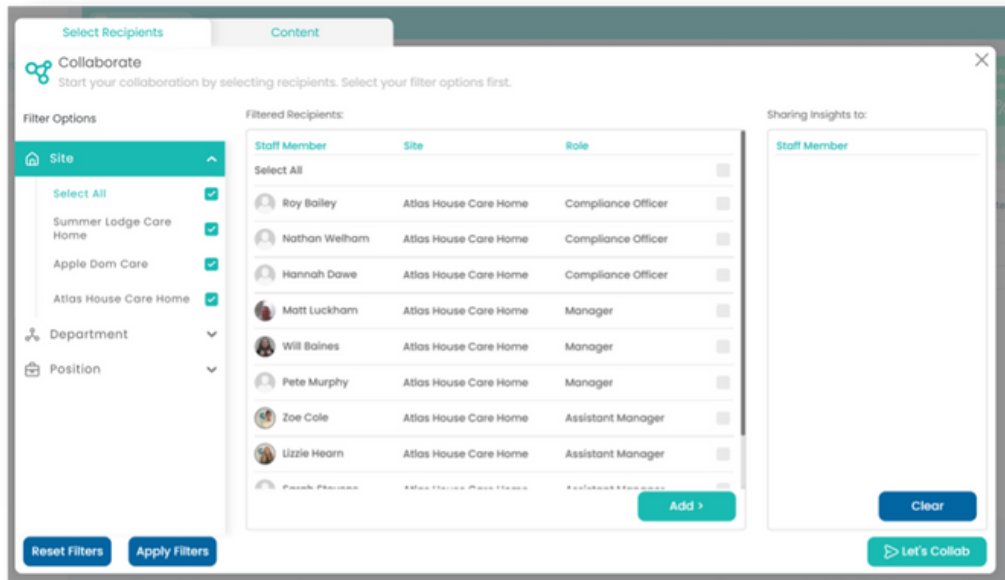 Select Recipients
Content
Collaborate
Start your collaboration by selecting recipients. Select your filter options first.
Filter Options
Site
Select All
Summer Lodge Care
Home
Apple Dom Care
Atlas House Care Home
Department
Position
Reset Filters
Apply Filters
Filtered Recipients:
Staff Member Site Role
Select All
Roy Bailey Atlas House Care Home Compliance Officer
Nathan Welham Atlas House Care Home Compliance Officer
Hannah Dawe Atlas House Care Home Compliance Officer
Matt Luckham Atlas House Care Home Manager
Will Baines Atlas House Care Home Manager
Pete Murphy Atlas House Care Home Manager
Zoe Cole Atlas House Care Home Assistant Manager
Lizzie Hearn Atlas House Care Home Assistant Manager
Add >
Sharing Insights to:
Staff Member
Clear
Let's Collab